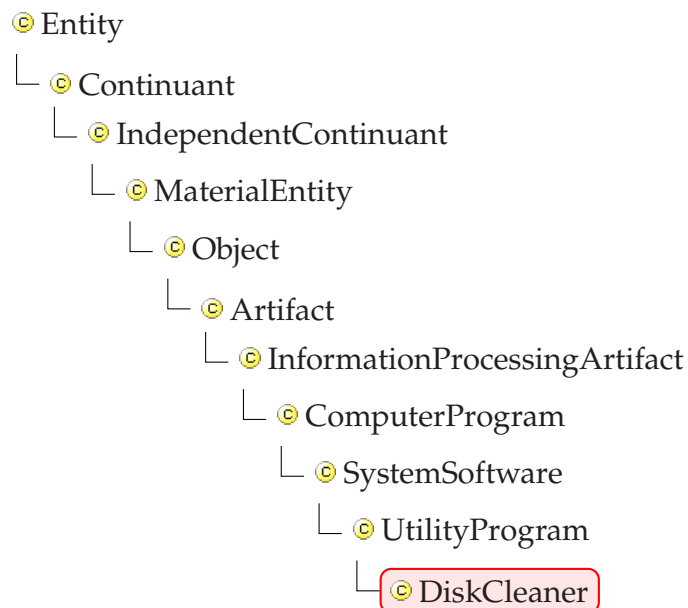 Entity
Continuant
IndependentContinuant
MaterialEntity
Object
Artifact
InformationProcessingArtifact
ComputerProgram
SystemSoftware
UtilityProgram
DiskCleaner